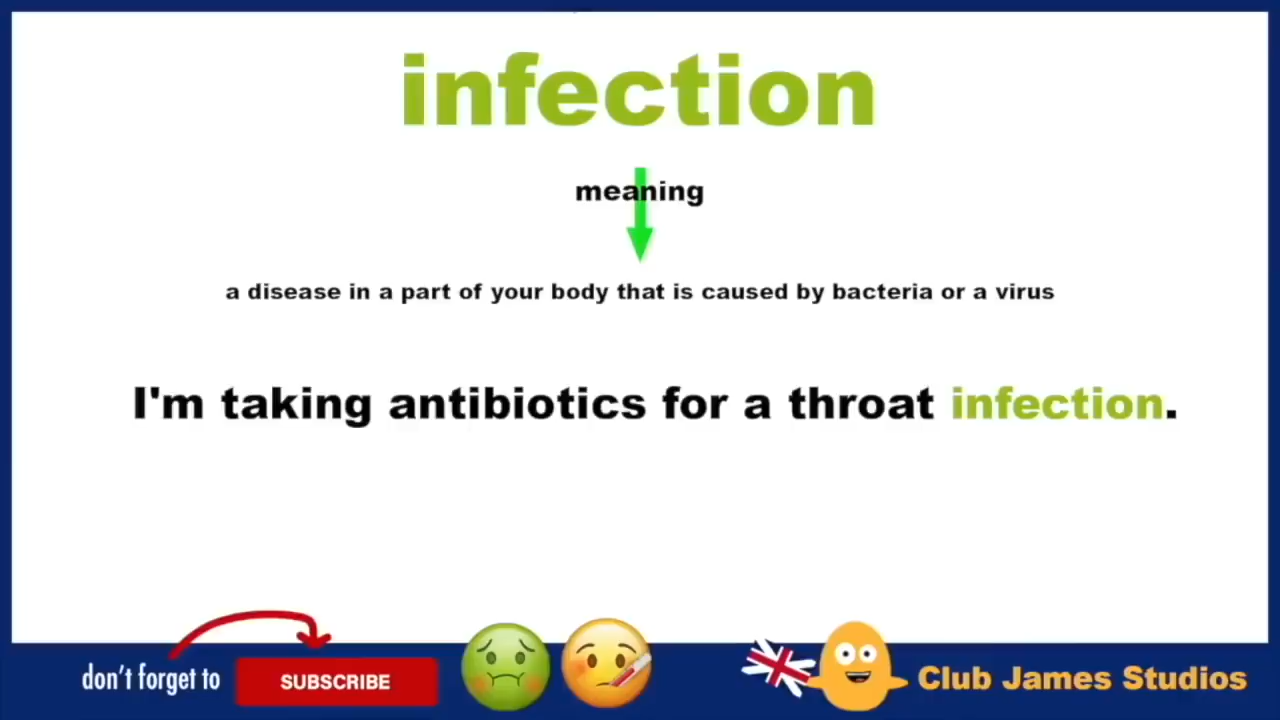 infection
meaning
a disease in a part of your body that is caused by bacteria or a virus
I'm taking antibiotics for a throat infection.
don't forget to
SUBSCRIBE
Club James Studios